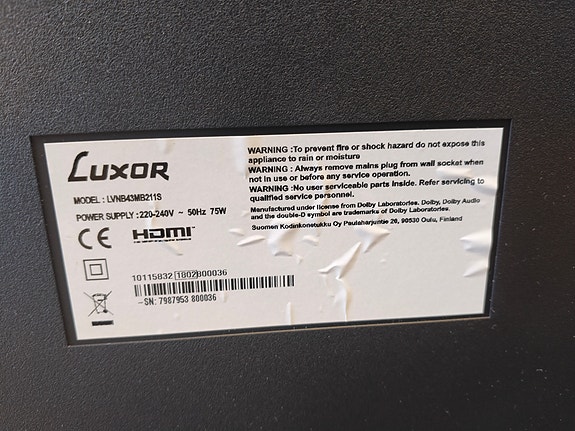 LUXOR
MODEL : LVNB43MB211S
POWER SUPPLY : 220-240V ~ 50Hz 75W
CE HDMI
10115832 1802 800036
-SN: 7987953 800036
WARNING :To prevent fire or shock hazard do not expose this
appliance to rain or moisture
WARNING : Always remove mains plug from wall socket when
not in use or before any service operation.
WARNING :No user serviceable parts inside. Refer servicing to
qualified service personnel.
Manufactured under license from Dolby Laboratories. Dolby, Dolby Audio
and the double-D symbol are trademarks of Dolby Laboratories.
Suomen Kodinkonetukku Oy Paulaharjuntie 20, 90530 Oulu, Finland